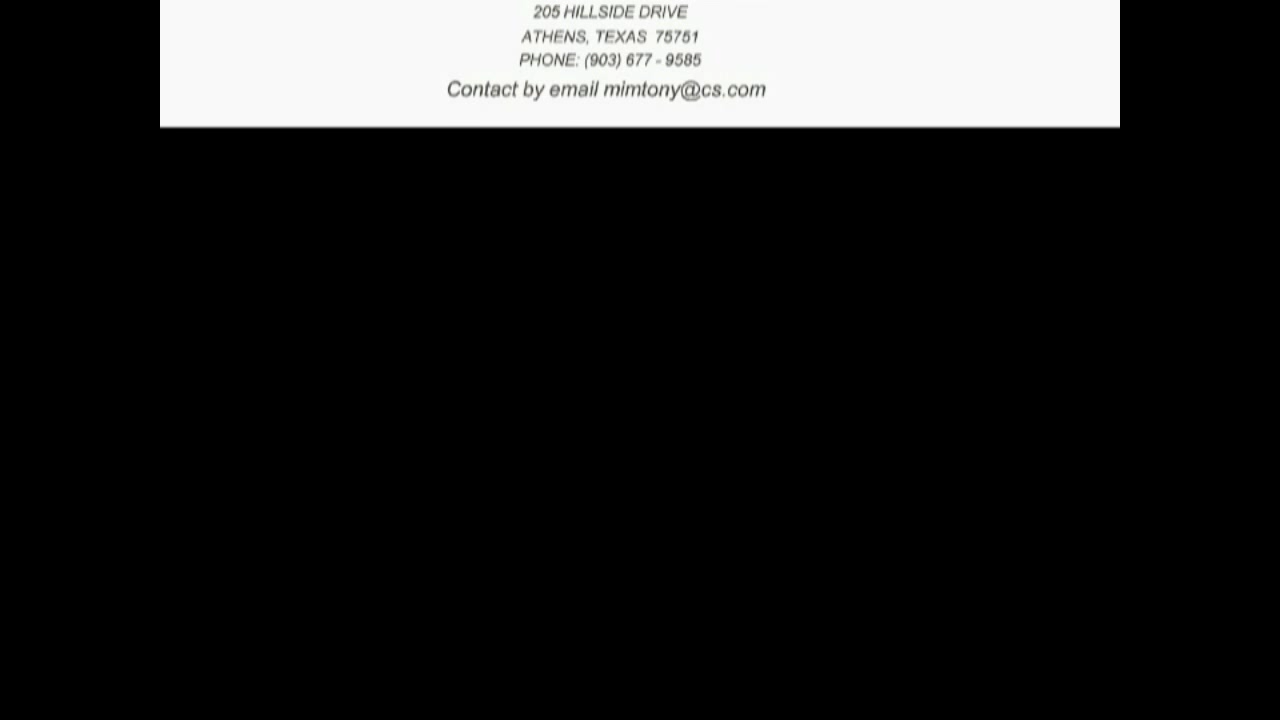 205 HILLSIDE DRIVE
ATHENS, TEXAS 75751
PHONE: (903) 677 - 9585
Contact by email mimtony@cs.com